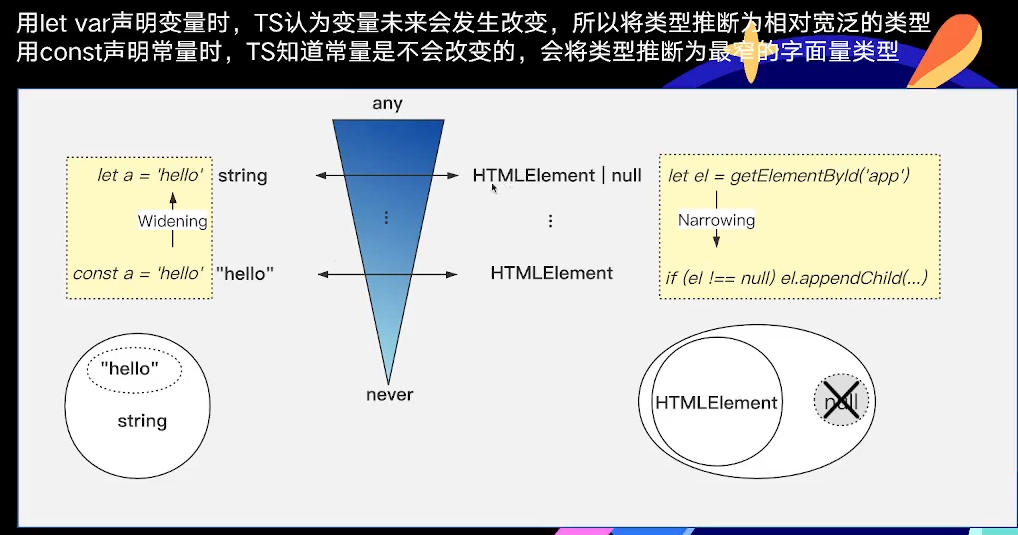 用let var声明变量时，TS认为变量未来会发生改变，所以将类型推断为相对宽泛的类型
用const声明常量时，TS知道常量是不会改变的，会将类型推断为最窄的字面量类型
any
let a = 'hello' string
HTMLElement | null
let el = getElementById('app')
Widening
Narrowing
const a = 'hello' "hello"
HTMLElement
if (el !== null) el.appendChild(...)
never
"hello"
string
HTMLElement
null